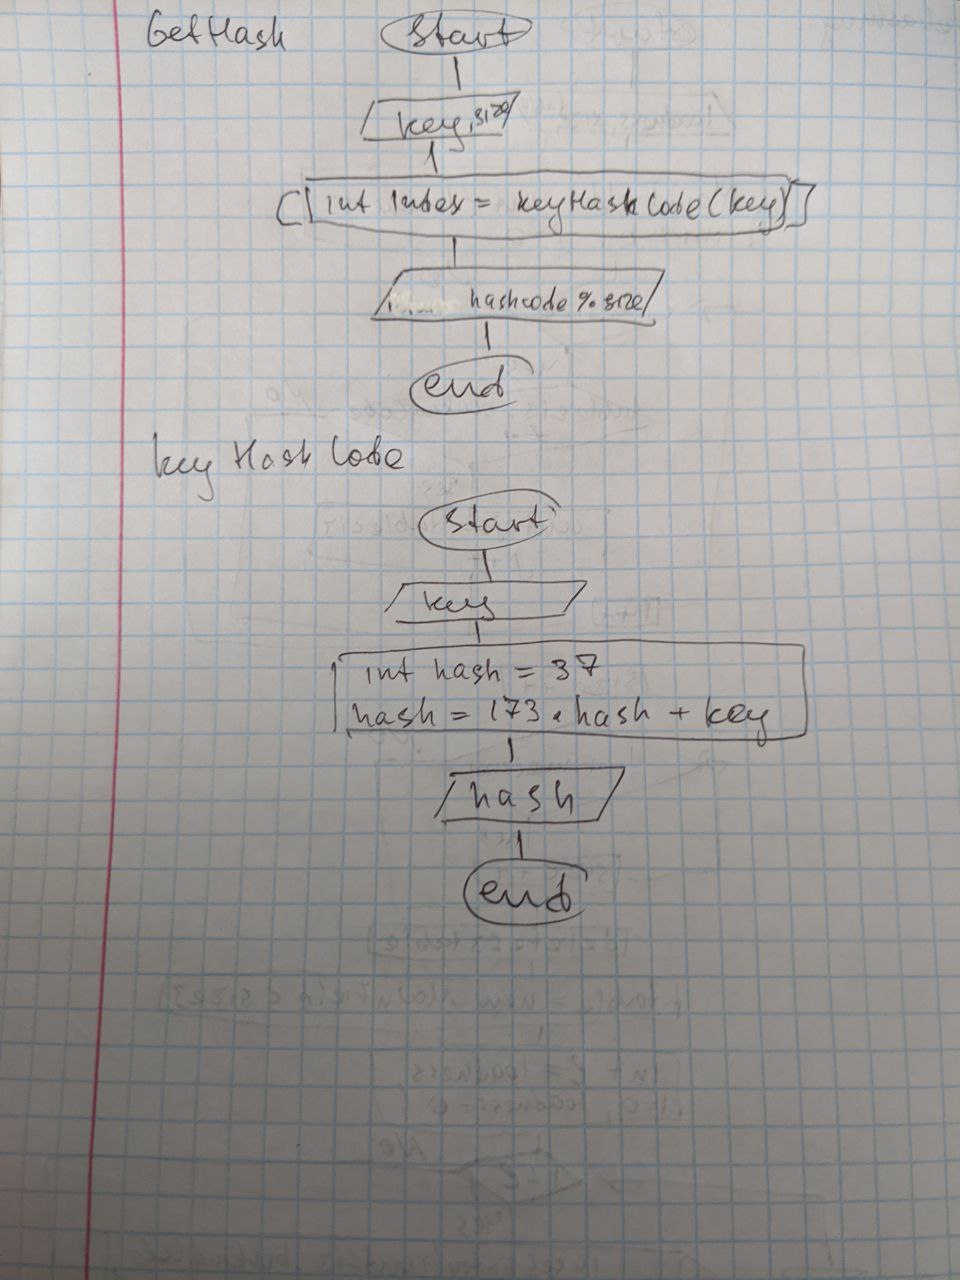 GetHash
Start
key, size
int index = keyHashCode(key)
hashcode % size
end
key Hash Code
Start
key
int hash = 37
hash = 173 * hash + key
hash
end